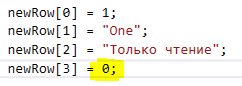 newRow[0] = 1;
newRow[1] = "One";
newRow[2] = "Только чтение";
newRow[3] = 0;